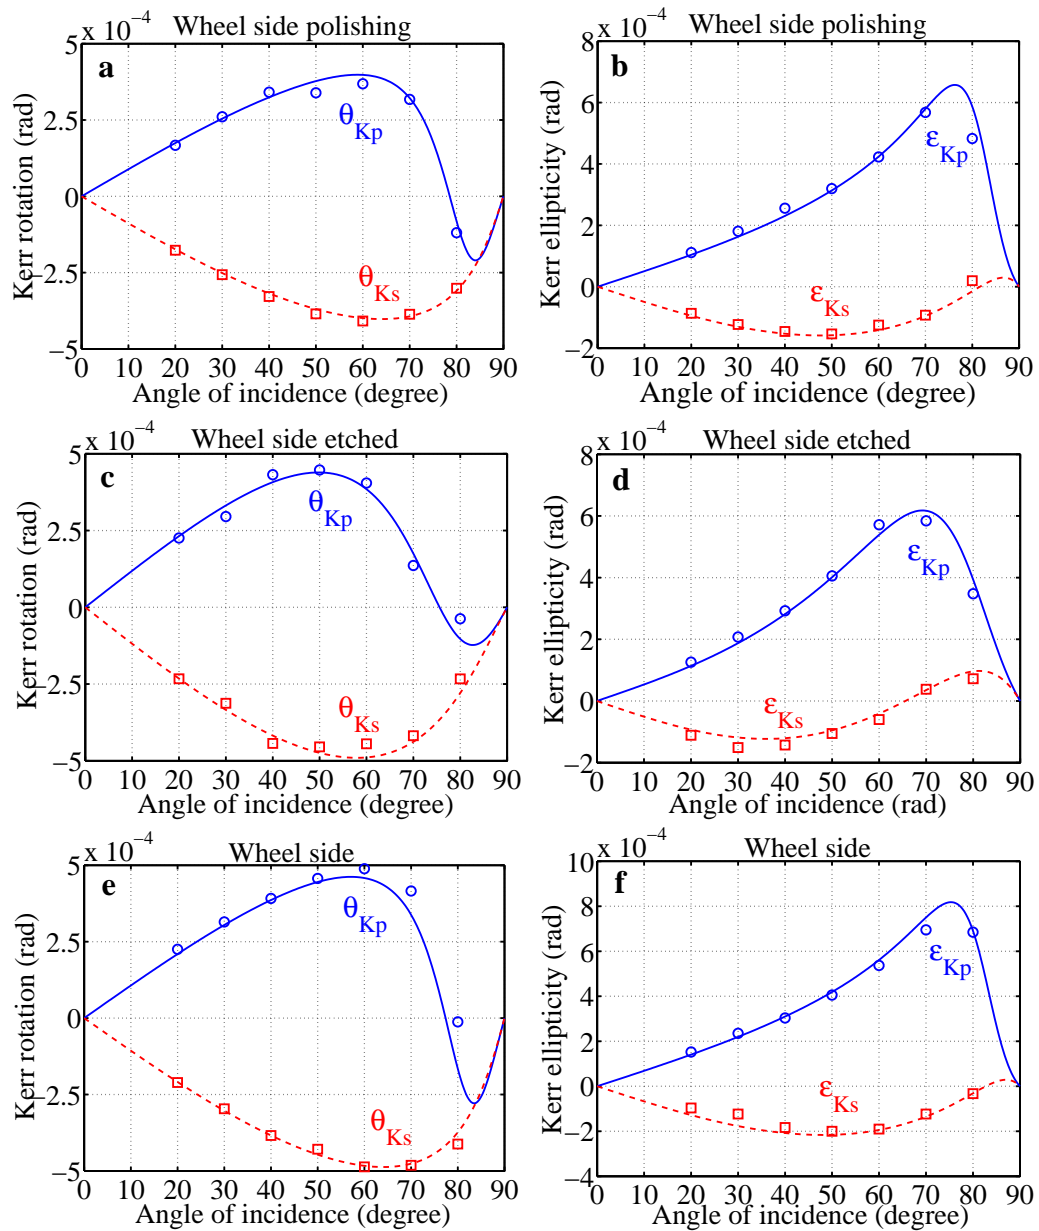 x 10⁻⁴ Wheel side polishing
a
5
2.5
0
−2.5
−5
Kerr rotation (rad)
θKp
θKs
0 10 20 30 40 50 60 70 80 90
Angle of incidence (degree)
x 10⁻⁴ Wheel side polishing
b
8
6
4
2
0
−2
Kerr ellipticity (rad)
εKp
εKs
0 10 20 30 40 50 60 70 80 90
Angle of incidence (degree)
x 10⁻⁴ Wheel side etched
c
5
2.5
0
−2.5
−5
Kerr rotation (rad)
θKp
θKs
0 10 20 30 40 50 60 70 80 90
Angle of incidence (degree)
x 10⁻⁴ Wheel side etched
d
8
6
4
2
0
−2
Kerr ellipticity (rad)
εKp
εKs
0 10 20 30 40 50 60 70 80 90
Angle of incidence (rad)
x 10⁻⁴ Wheel side
e
5
2.5
0
−2.5
−5
Kerr rotation (rad)
θKp
θKs
0 10 20 30 40 50 60 70 80 90
Angle of incidence (degree)
x 10⁻⁴ Wheel side
f
10
8
6
4
2
0
−2
−4
Kerr ellipticity (rad)
εKp
εKs
0 10 20 30 40 50 60 70 80 90
Angle of incidence (degree)